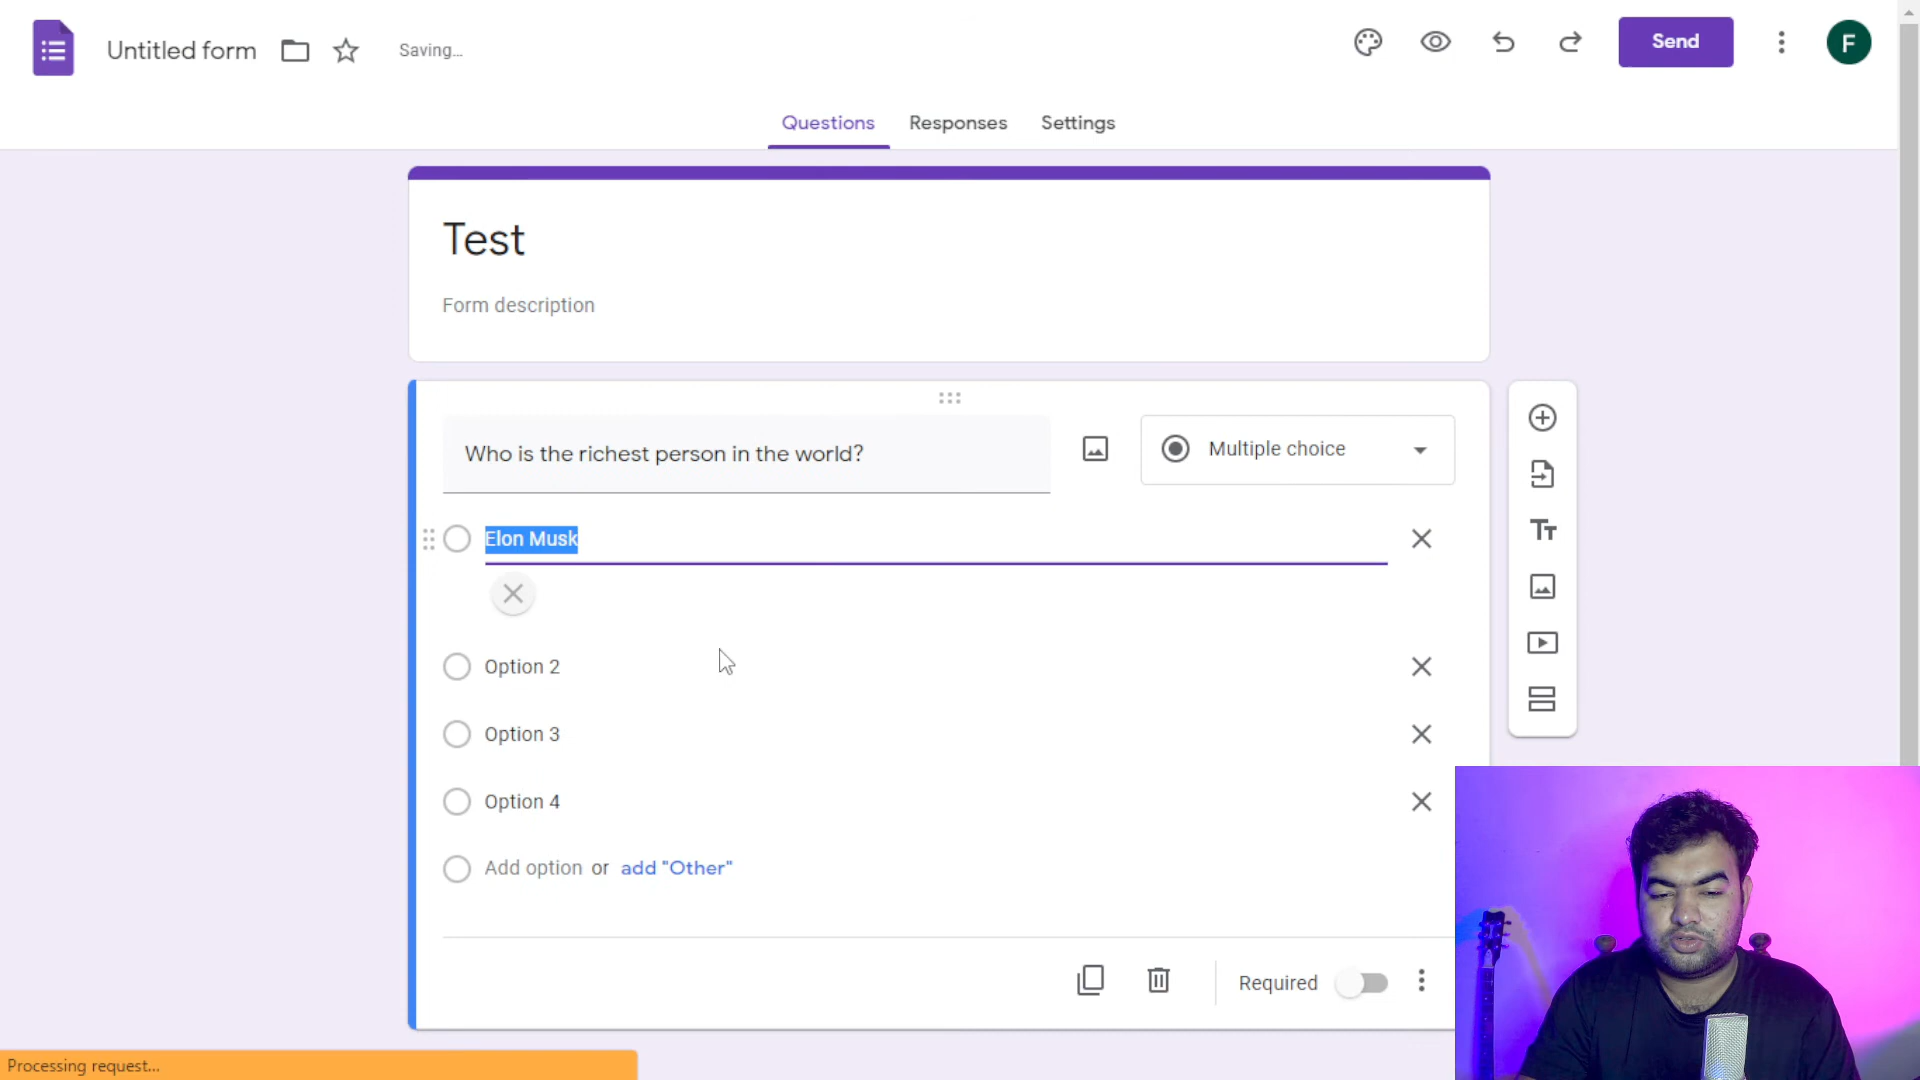 Untitled form
Saving...
Send
F
Questions Responses Settings
Test
Form description
Who is the richest person in the world?
Multiple choice
Elon Musk
Option 2
Option 3
Option 4
Add option or add "Other"
Required
Processing request...